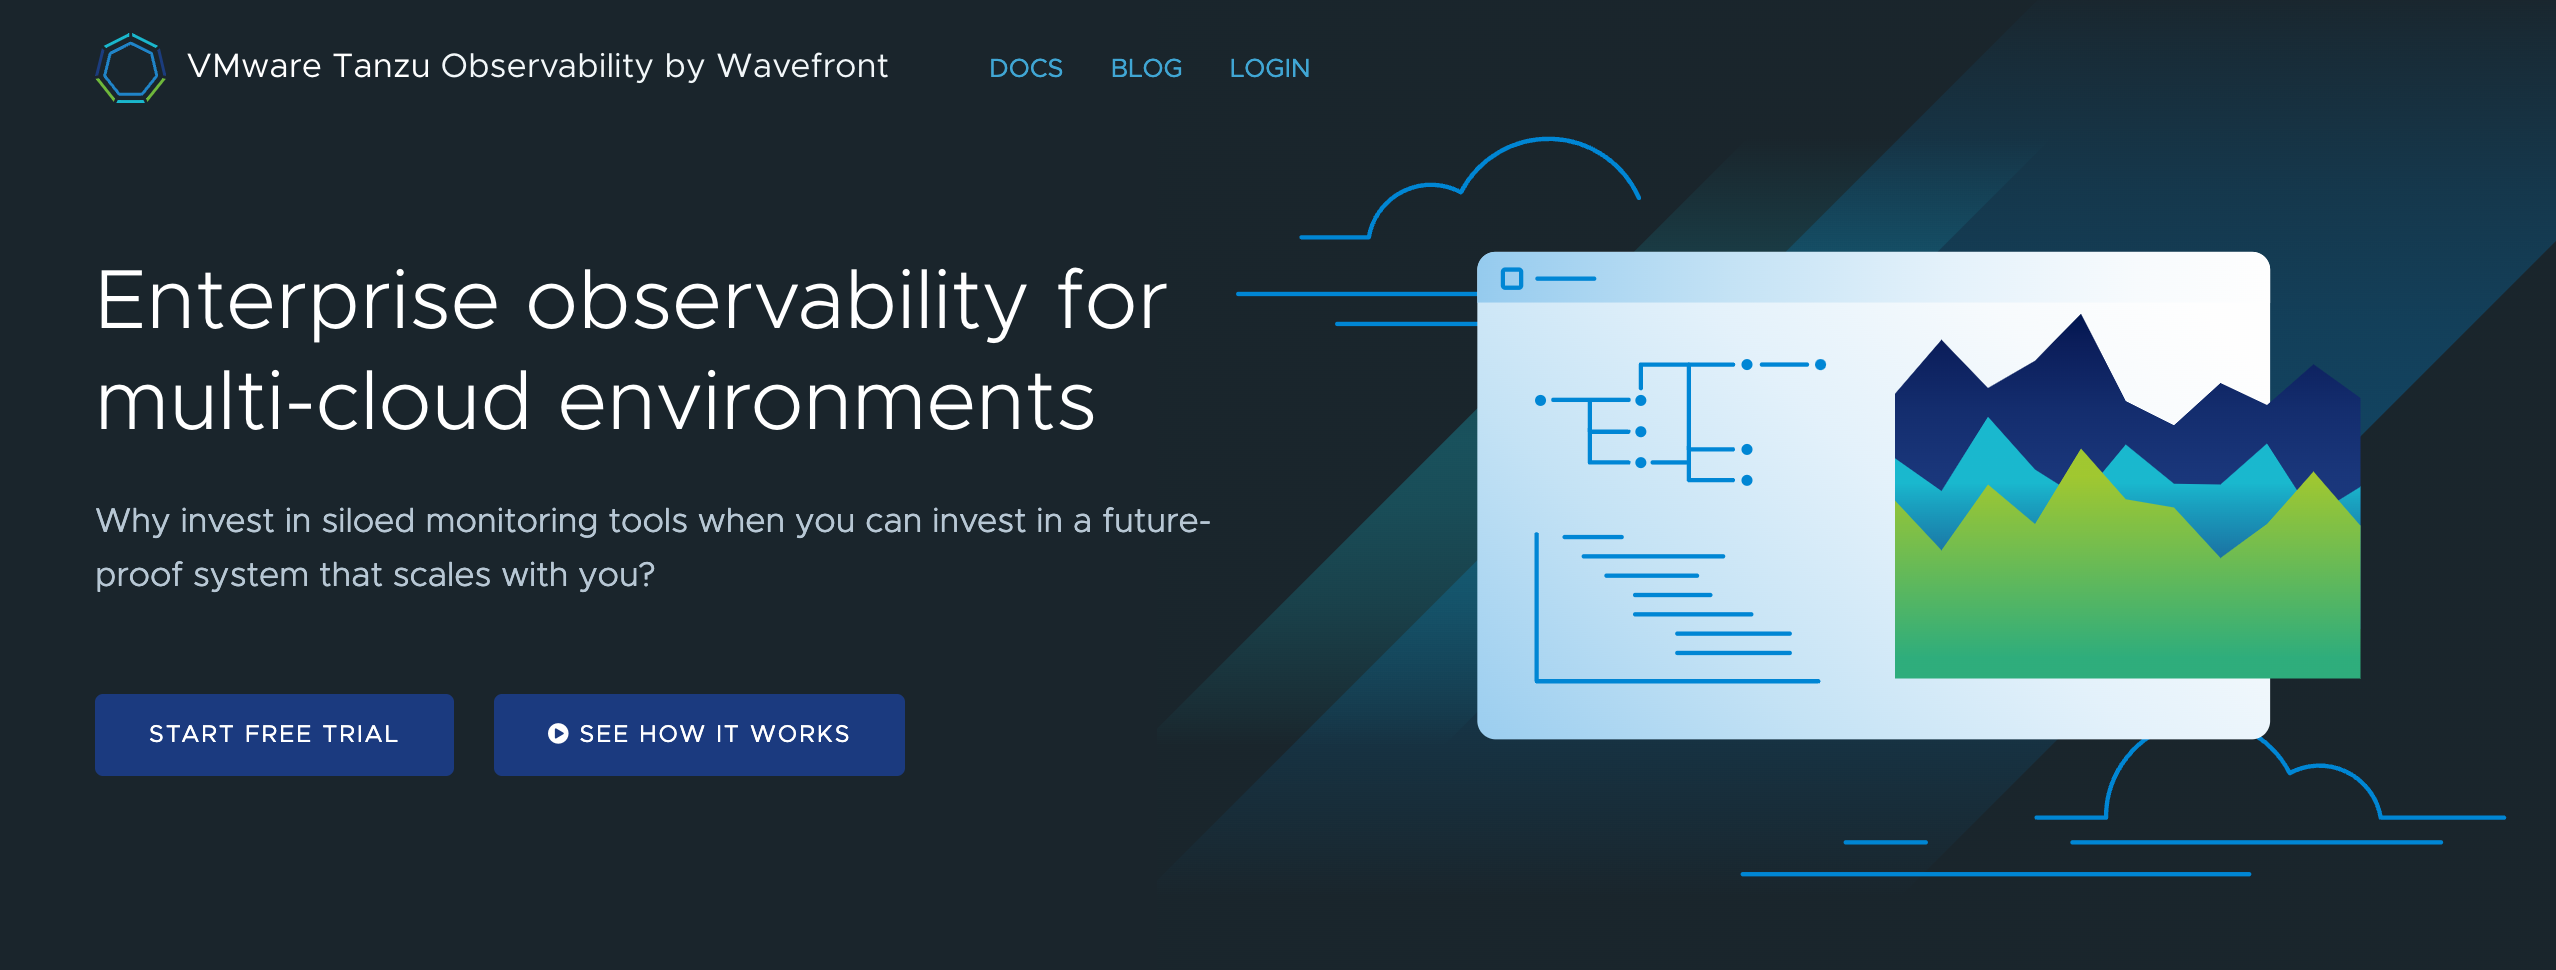 VMware Tanzu Observability by Wavefront
DOCS
BLOG
LOGIN
Enterprise observability for
multi-cloud environments
Why invest in siloed monitoring tools when you can invest in a future-
proof system that scales with you?
START FREE TRIAL
SEE HOW IT WORKS